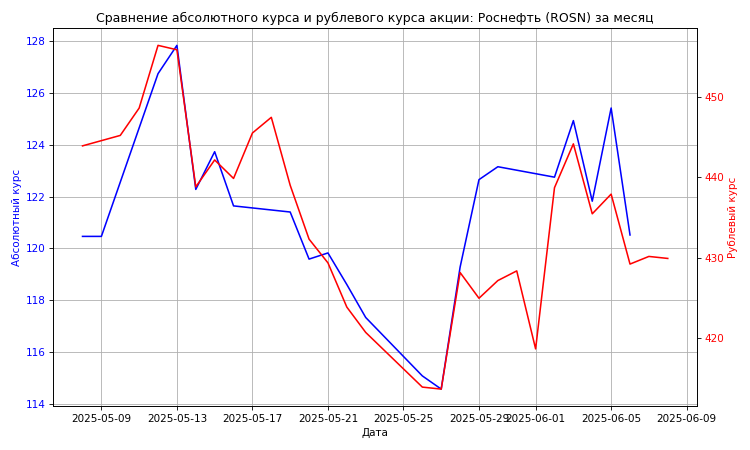 Сравнение абсолютного курса и рублевого курса акции: Роснефть (ROSN) за месяц
128
126
124
122
120
118
116
114
Абсолютный курс
450
440
430
420
Рублевый курс
2025-05-09 2025-05-13 2025-05-17 2025-05-21 2025-05-25 2025-05-29 2025-06-01 2025-06-05 2025-06-09
Дата